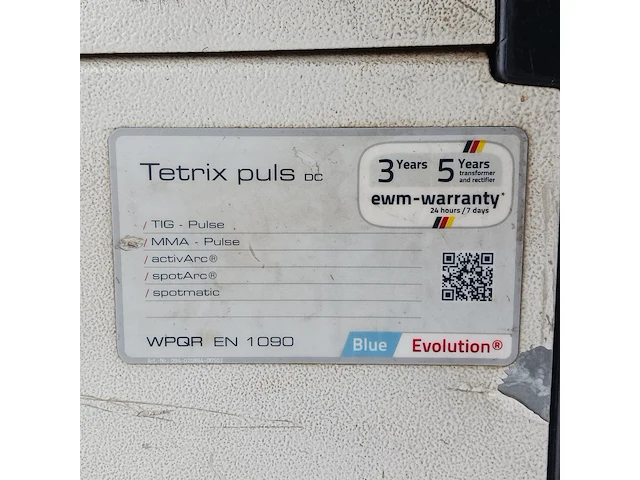 Tetrix puls DC
3 Years 5 Years
transformer
and rectifier
ewm-warranty*
24 hours / 7 days
/ TIG - Pulse
/ MMA - Pulse
/ activArc®
/ spotArc®
/ spotmatic
WPQR EN 1090
Blue Evolution®